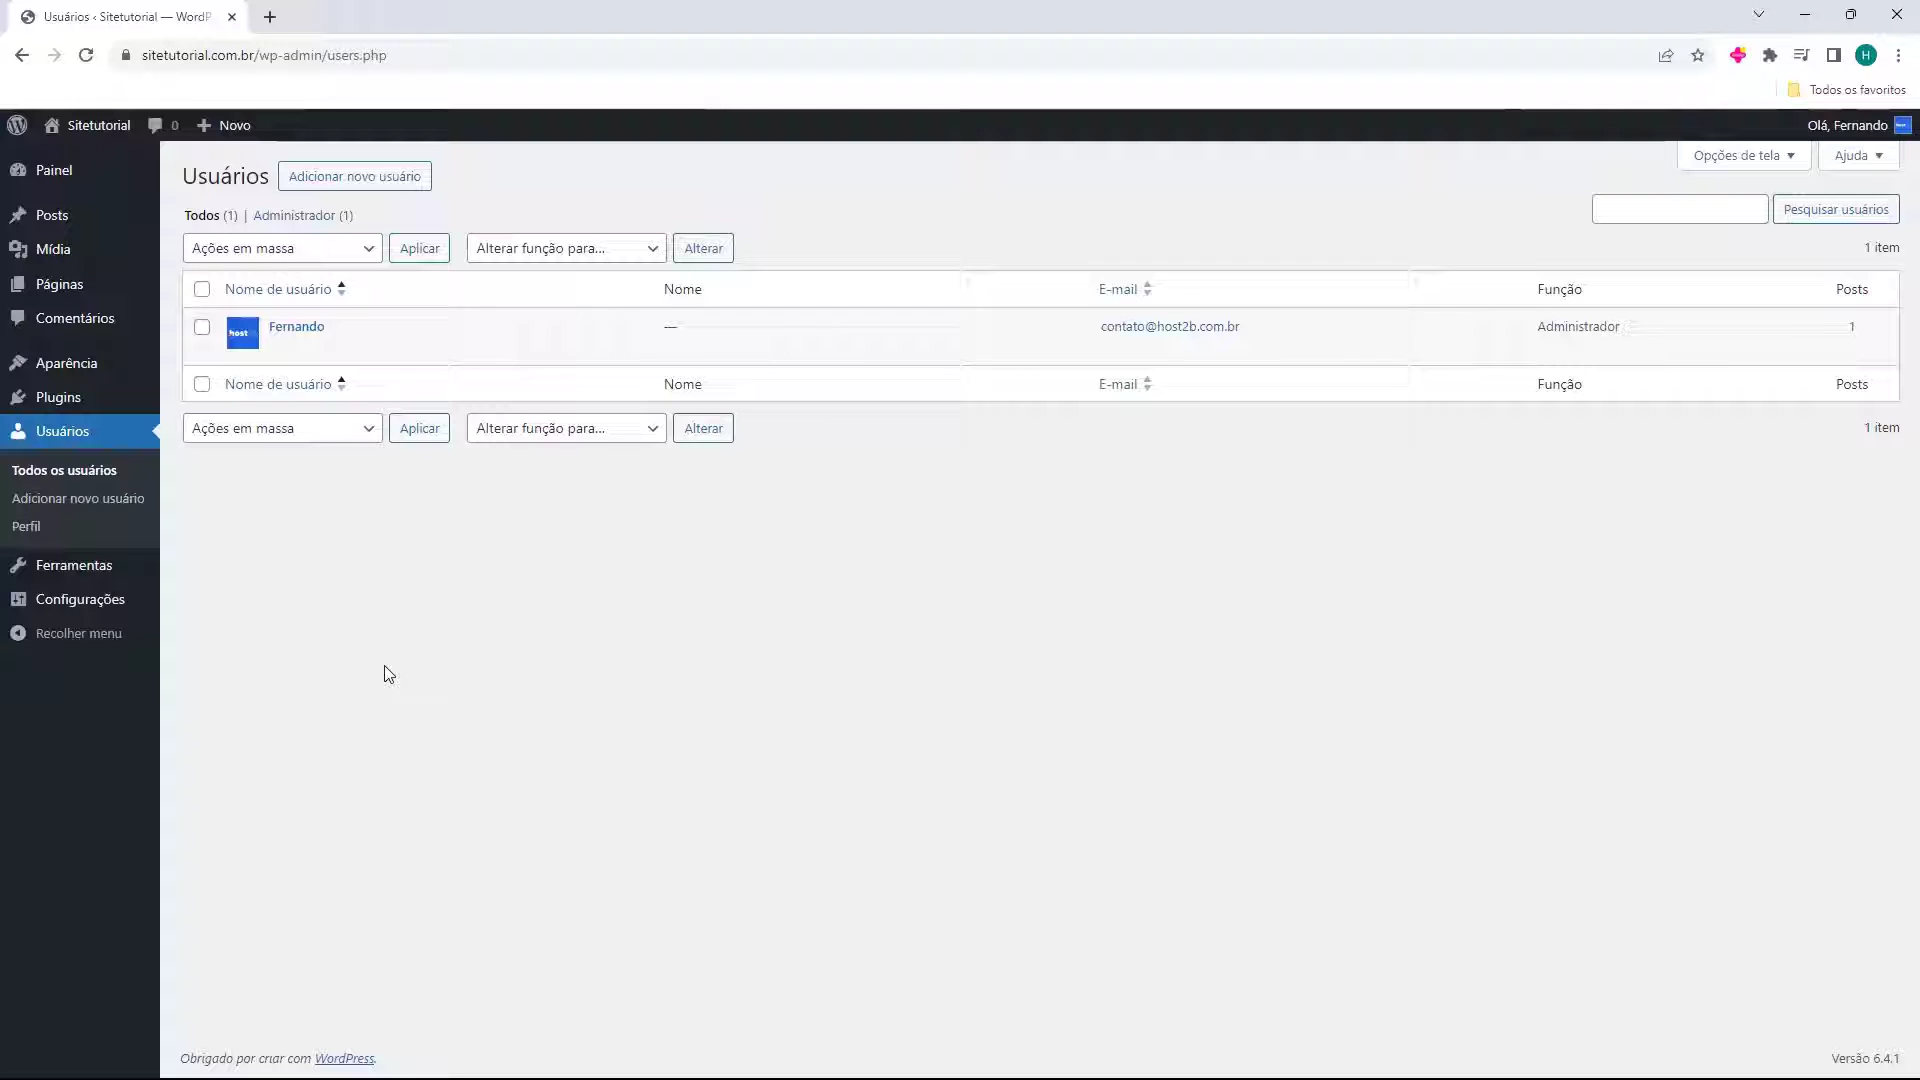 Usuários ‹ Sitetutorial — WordP
sitetutorial.com.br/wp-admin/users.php
H
Todos os favoritos
Sitetutorial
0
Novo
Olá, Fernando
Painel
Posts
Mídia
Páginas
Comentários
Aparência
Plugins
Usuários
Todos os usuários
Adicionar novo usuário
Perfil
Ferramentas
Configurações
Recolher menu
Opções de tela
Ajuda
Usuários
Adicionar novo usuário
Todos (1) | Administrador (1)
Pesquisar usuários
Ações em massa
Aplicar
Alterar função para...
Alterar
1 item
Nome de usuário
Nome
E-mail
Função
Posts
host
Fernando
—
contato@host2b.com.br
Administrador
1
Nome de usuário
Nome
E-mail
Função
Posts
Ações em massa
Aplicar
Alterar função para...
Alterar
1 item
Obrigado por criar com WordPress.
Versão 6.4.1